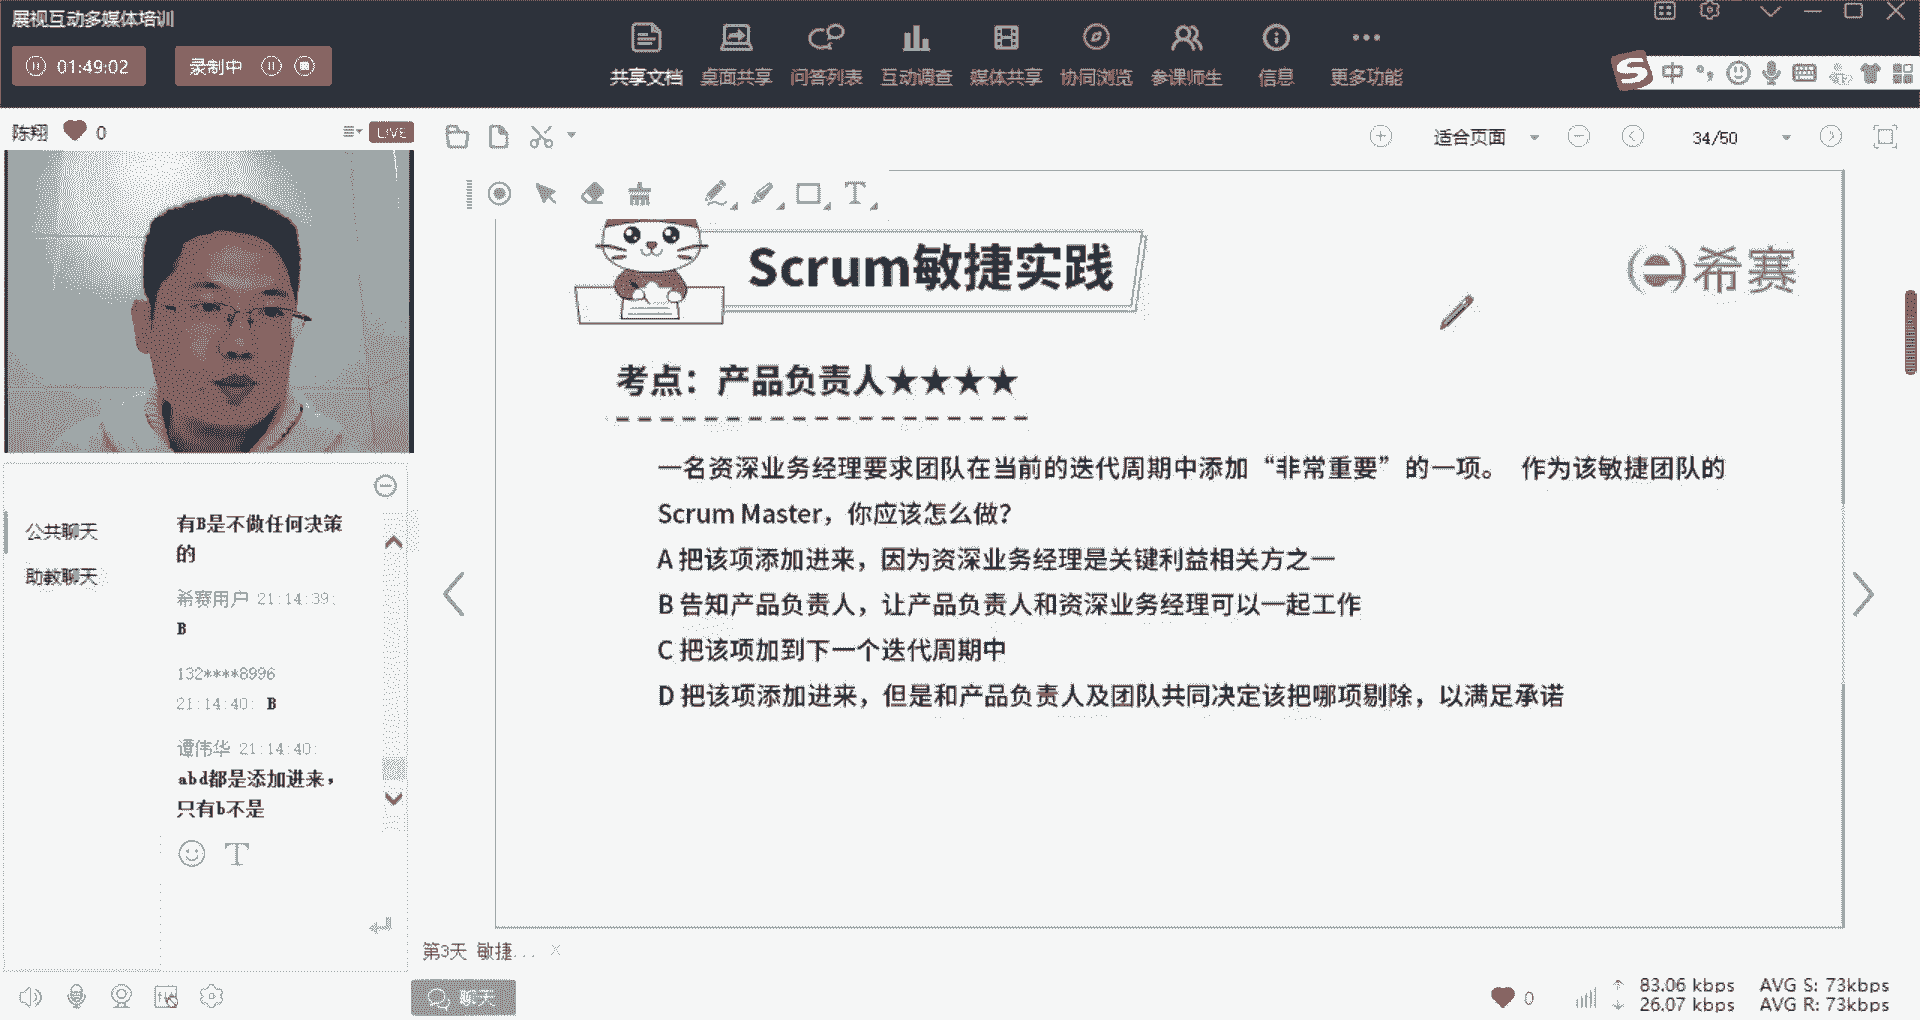 展视互动多媒体培训
01:49:02
录制中
共享文档
桌面共享
问答列表
互动调查
媒体共享
协同浏览
参课师生
信息
更多功能
S 中
陈翔 0
LIVE
适合页面
34/50
T
Scrum敏捷实践
希赛
考点：产品负责人★★★★
一名资深业务经理要求团队在当前的迭代周期中添加“非常重要”的一项。 作为该敏捷团队的
Scrum Master，你应该怎么做？
A 把该项添加进来，因为资深业务经理是关键利益相关方之一
B 告知产品负责人，让产品负责人和资深业务经理可以一起工作
C 把该项加到下一个迭代周期中
D 把该项添加进来，但是和产品负责人及团队共同决定该把哪项剔除，以满足承诺
公共聊天
助教聊天
有B是不做任何决策
的
希赛用户 21:14:39:
B
132****8996
21:14:40: B
谭伟华 21:14:40:
abd都是添加进来，
只有b不是
T
第3天 敏捷...
聊天
0
83.06 kbps AVG S: 73kbps
26.07 kbps AVG R: 73kbps